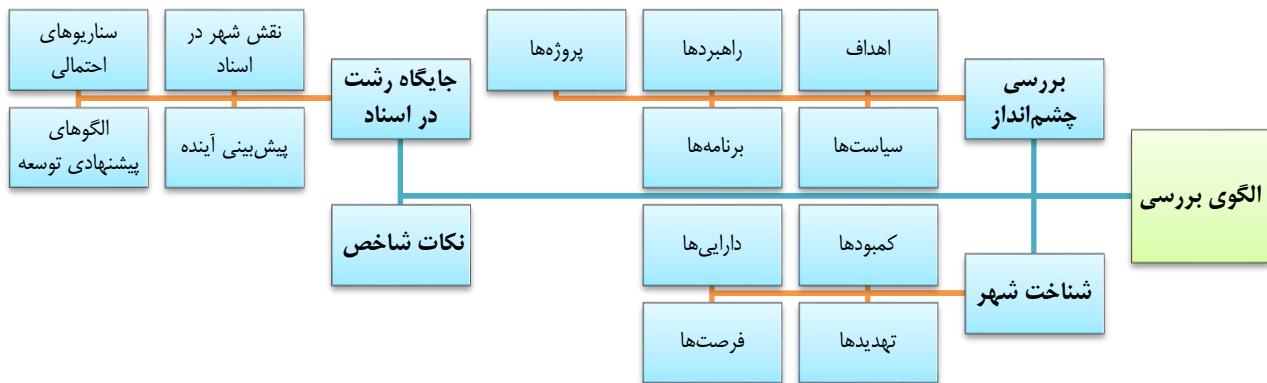 الگوی بررسی
بررسی
چشم‌انداز
اهداف
سیاست‌ها
راهبردها
برنامه‌ها
پروژه‌ها
شناخت شهر
کمبودها
تهدیدها
دارایی‌ها
فرصت‌ها
جایگاه رشت
در اسناد
نقش شهر در
اسناد
پیش‌بینی آینده
سناریوهای
احتمالی
الگوهای
پیشنهادی توسعه
نکات شاخص